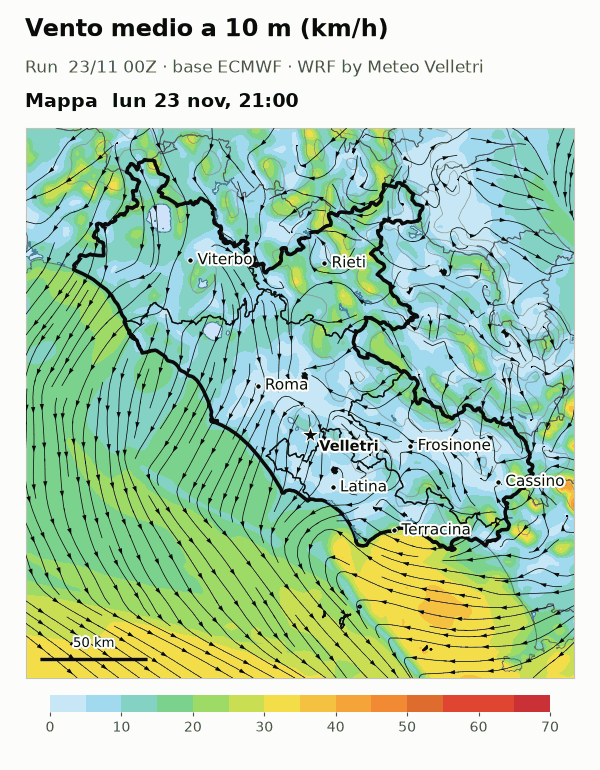 Vento medio a 10 m (km/h)
Run 23/11 00Z · base ECMWF · WRF by Meteo Velletri
Mappa lun 23 nov, 21:00
Viterbo
Rieti
Roma
Velletri
Frosinone
Latina
Cassino
Terracina
50 km
0 10 20 30 40 50 60 70